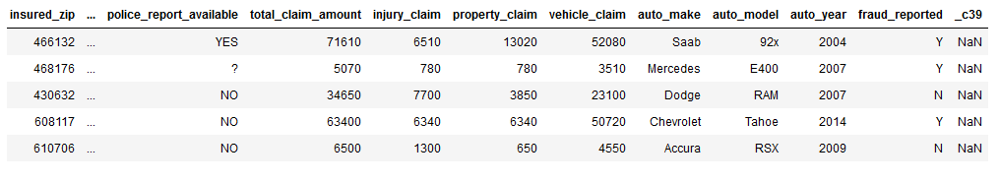 insured_zip ... police_report_available total_claim_amount injury_claim property_claim vehicle_claim auto_make auto_model auto_year fraud_reported _c39
466132 ... YES 71610 6510 13020 52080 Saab 92x 2004 Y NaN
468176 ... ? 5070 780 780 3510 Mercedes E400 2007 Y NaN
430632 ... NO 34650 7700 3850 23100 Dodge RAM 2007 N NaN
608117 ... NO 63400 6340 6340 50720 Chevrolet Tahoe 2014 Y NaN
610706 ... NO 6500 1300 650 4550 Accura RSX 2009 N NaN